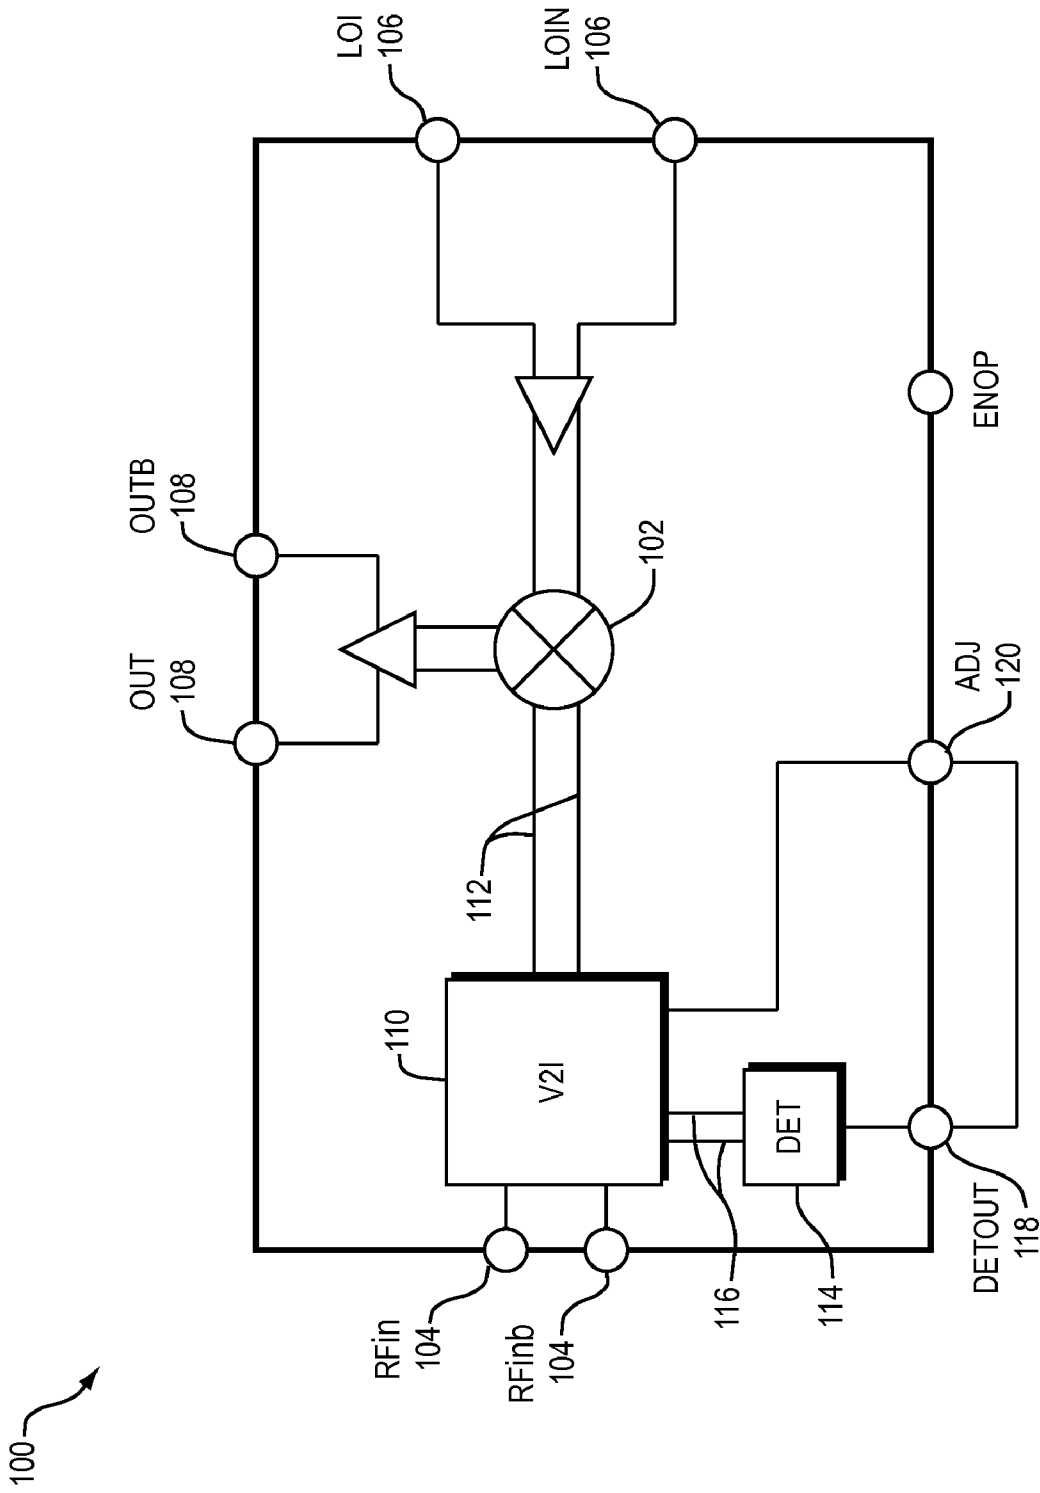 100
OUT
108
OUTB
108
LOI
106
LOIN
106
110
V2I
112
102
RFin
104
RFinb
104
116
DET
114
DETOUT
118
ADJ
120
ENOP